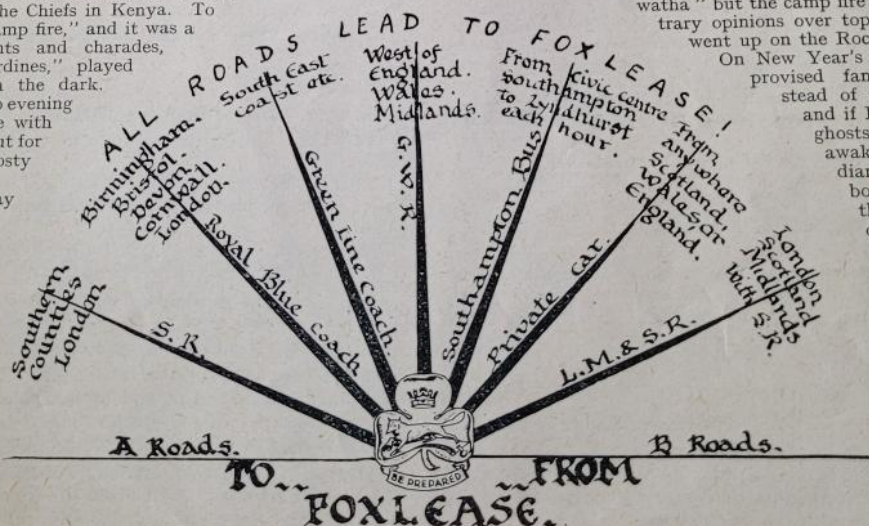 the Chiefs in Kenya. To
amp fire," and it was a
nts and charades,
rdines," played
the dark.
evening
e with
ut for
osty
ay
watha" but the camp fire
trary opinions over top
went up on the Roc
On New Year's
provised fan
stead of
and if
ghosts
awak
dian
bo
th
ALL ROADS LEAD TO FOXLEASE!
Southern
Counties
London
S.R.
Birmingham.
Bristol.
Devon.
Cornwall.
London.
Royal Blue Coach
South East
coast etc.
Green line Coach.
West of
England.
Wales.
Midlands.
G.W.R.
From Civic centre
Southampton
to Lyndhurst
each hour.
Southampton Bus
From
anywhere
Scotland,
Wales, or
England.
Private Car.
London
Scotland
Midlands
With S.R.
L.M. & S.R.
A Roads.
B Roads.
BE PREPARED
TO.. ..FROM
FOXLEASE.